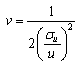 ν = 1 / 2(σ_u / u)²